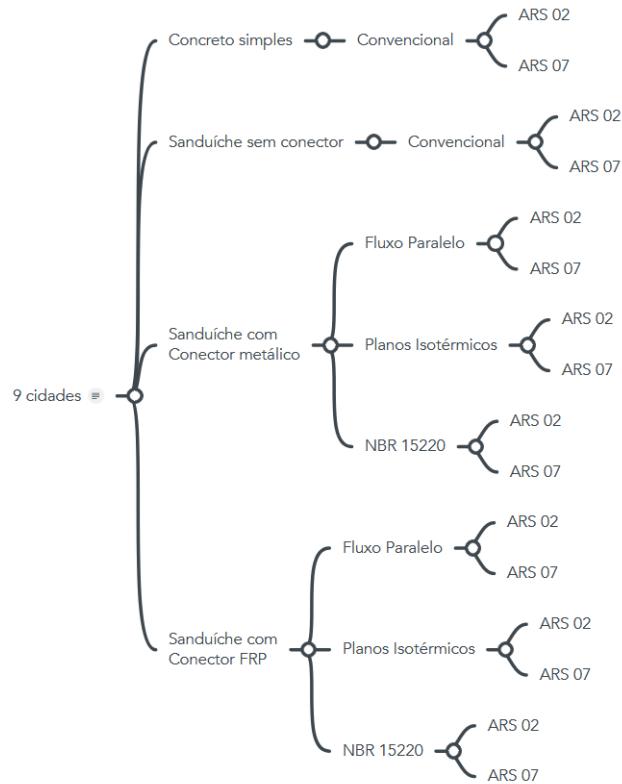 ARS 02
Concreto simples
Convencional
ARS 07
ARS 02
Sanduíche sem conector
Convencional
ARS 07
ARS 02
Fluxo Paralelo
ARS 07
ARS 02
Sanduíche com
Conector metálico
Planos Isotérmicos
ARS 07
9 cidades
ARS 02
NBR 15220
ARS 07
ARS 02
Fluxo Paralelo
ARS 07
ARS 02
Sanduíche com
Conector FRP
Planos Isotérmicos
ARS 07
ARS 02
NBR 15220
ARS 07